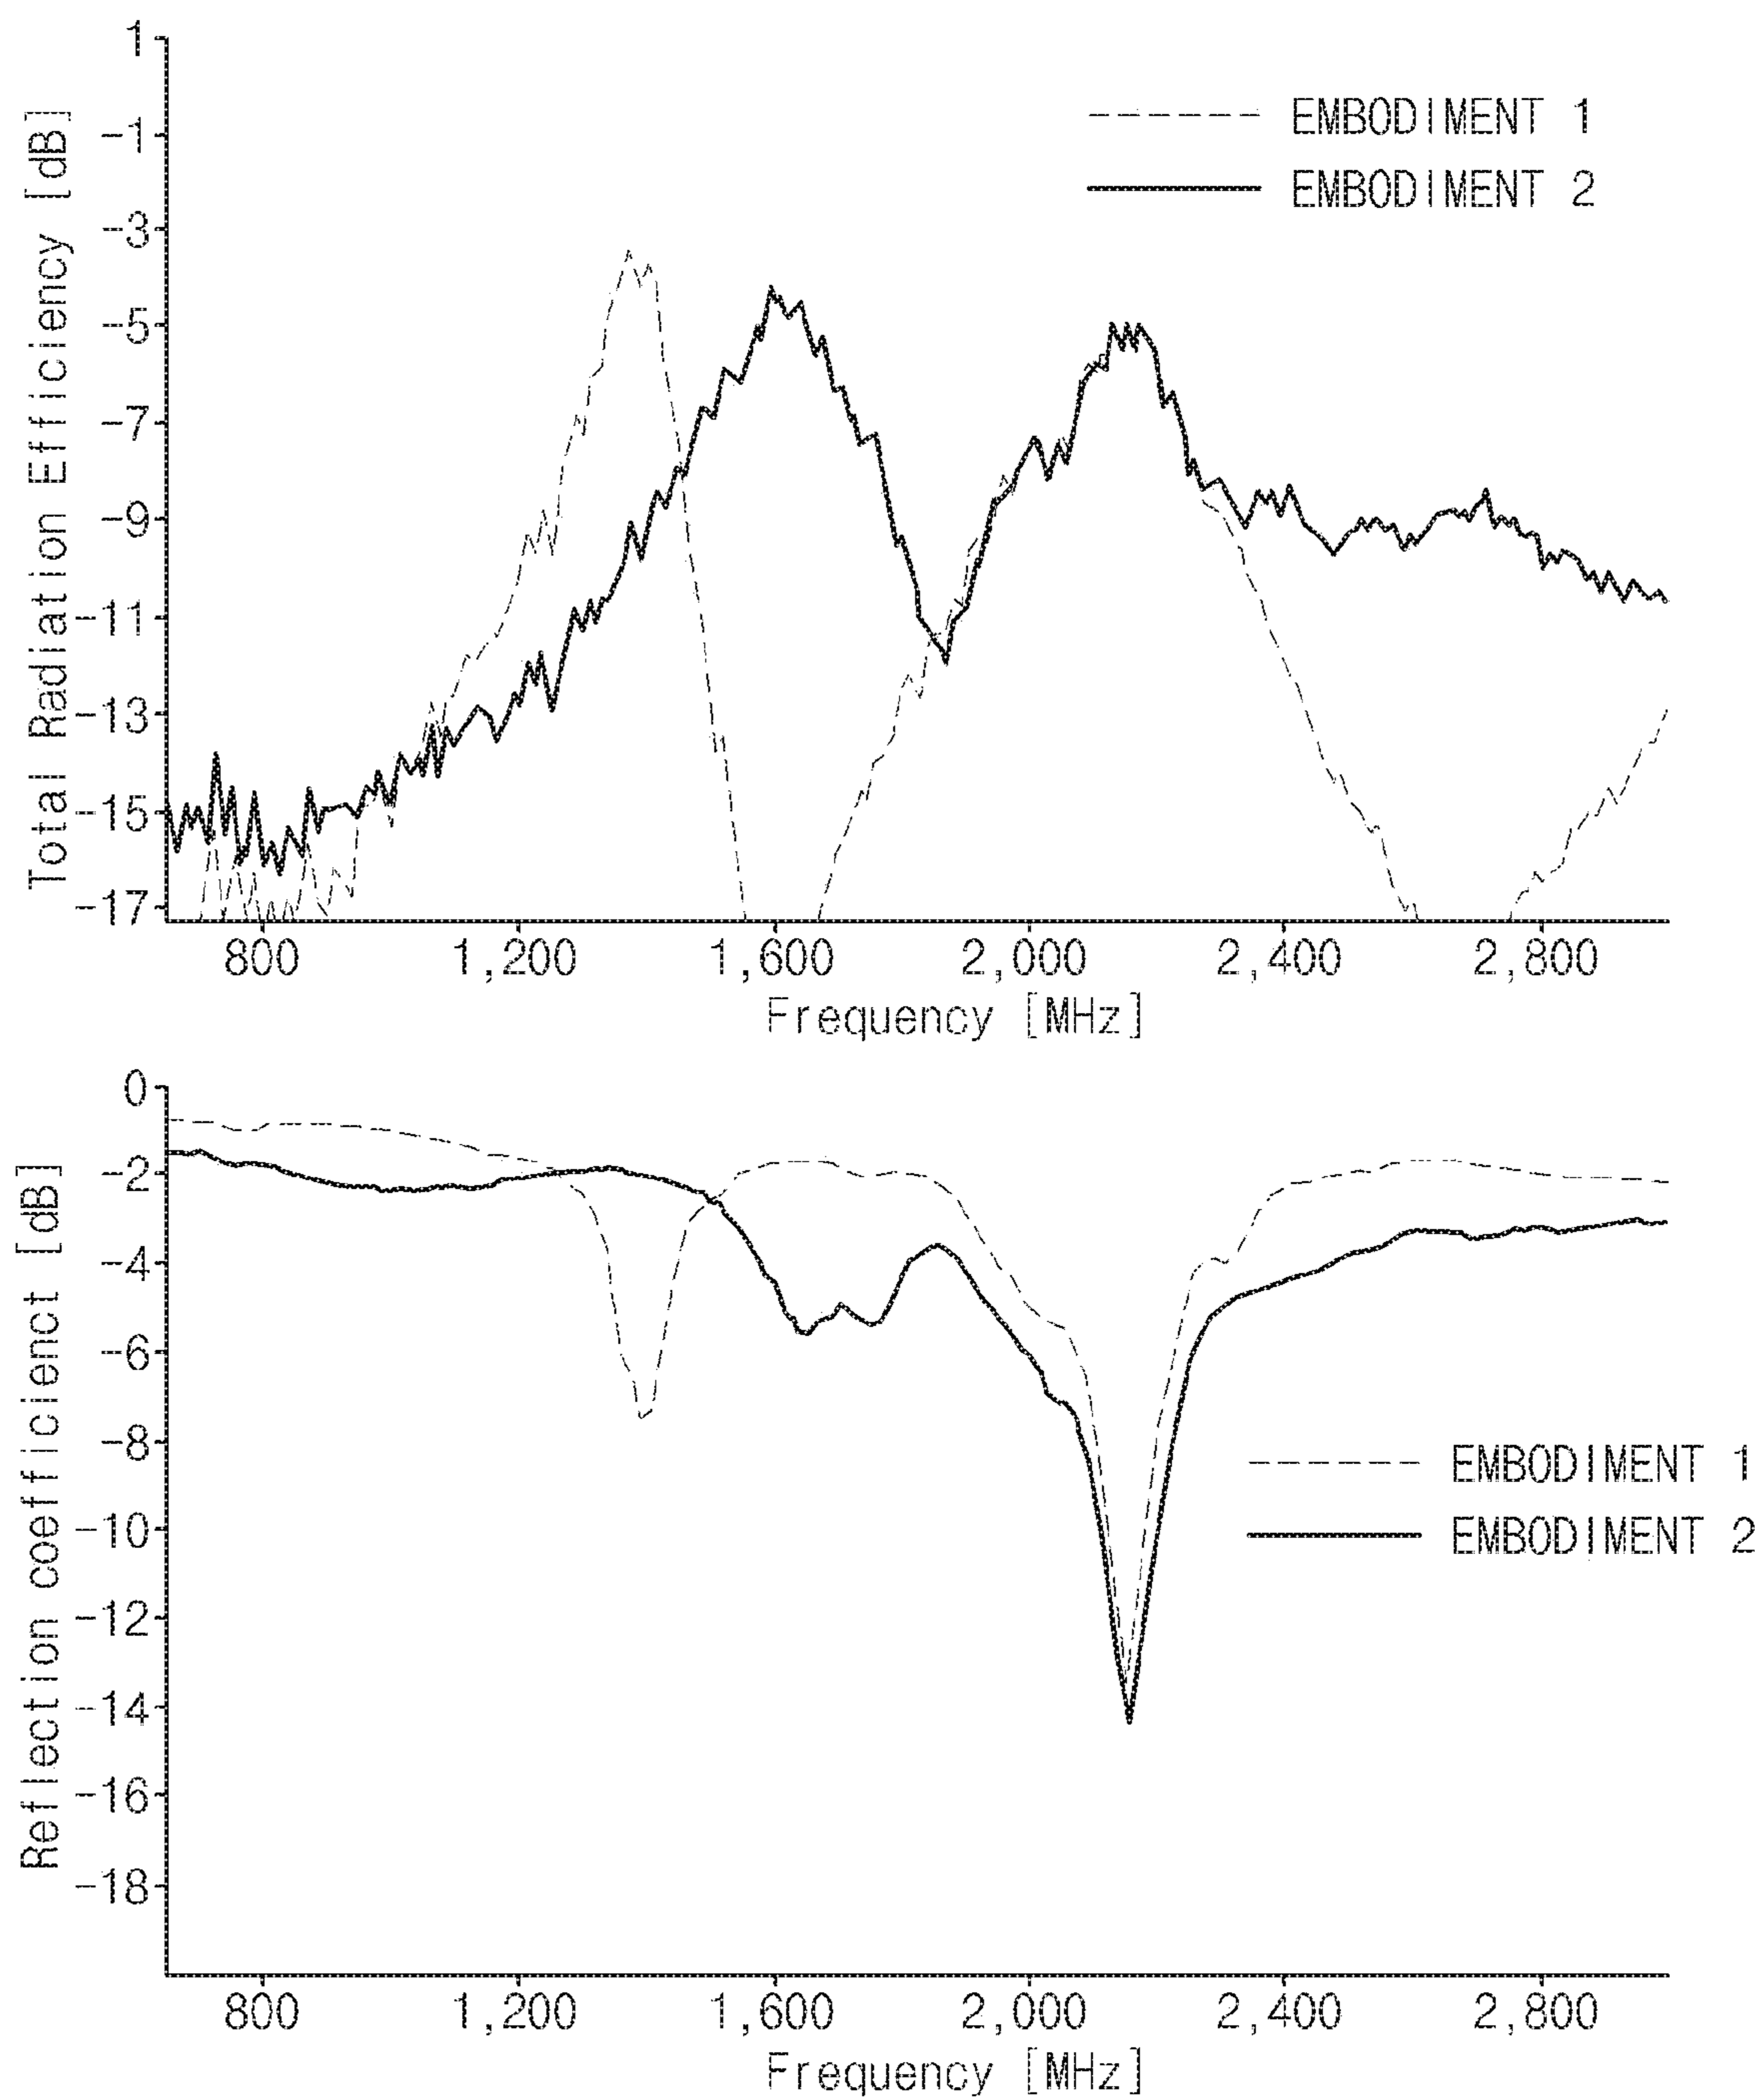 1
-1
-3
-5
-7
-9
-11
-13
-15
-17
Total Radiation Efficiency [dB]
EMBODIMENT 1
EMBODIMENT 2
800 1,200 1,600 2,000 2,400 2,800
Frequency [MHz]
0
-2
-4
-6
-8
-10
-12
-14
-16
-18
Reflection coefficienct [dB]
EMBODIMENT 1
EMBODIMENT 2
800 1,200 1,600 2,000 2,400 2,800
Frequency [MHz]